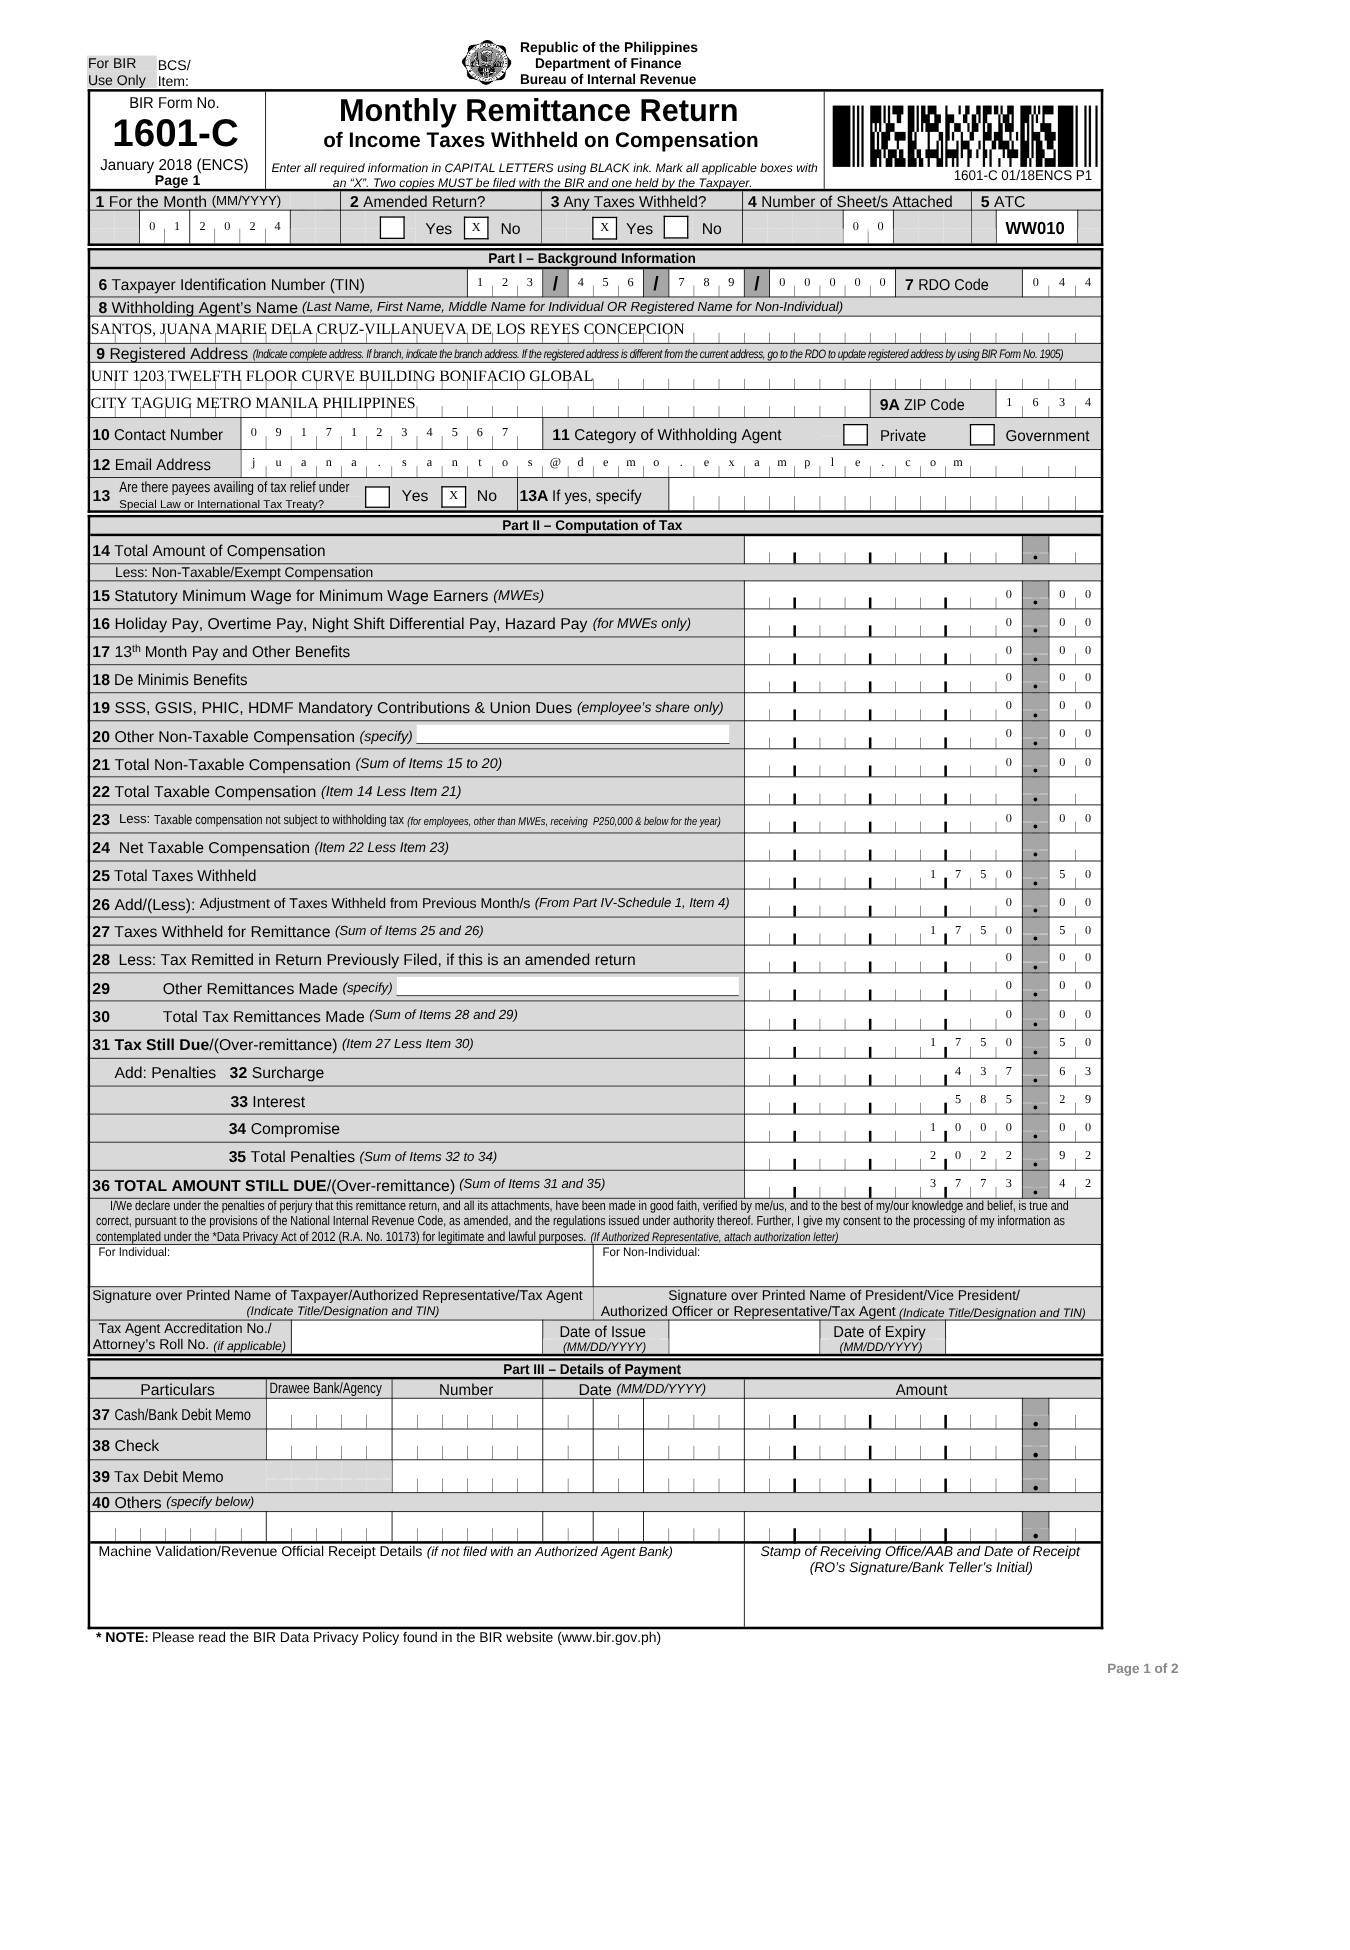 Republic of the Philippines
Department of Finance
Bureau of Internal Revenue
For BIR
Use Only
BCS/
Item:
BIR Form No.
1601-C
January 2018 (ENCS)
Page 1
Monthly Remittance Return
of Income Taxes Withheld on Compensation
Enter all required information in CAPITAL LETTERS using BLACK ink. Mark all applicable boxes with
an “X”. Two copies MUST be filed with the BIR and one held by the Taxpayer.
1601-C 01/18ENCS P1
1 For the Month (MM/YYYY) 2 Amended Return? 3 Any Taxes Withheld? 4 Number of Sheet/s Attached 5 ATC
0 1 2 0 2 4 Yes X No X Yes No 0 0 WW010
Part I – Background Information
6 Taxpayer Identification Number (TIN) 1 2 3 / 4 5 6 / 7 8 9 / 0 0 0 0 0 7 RDO Code 0 4 4
8 Withholding Agent’s Name (Last Name, First Name, Middle Name for Individual OR Registered Name for Non-Individual)
SANTOS, JUANA MARIE DELA CRUZ-VILLANUEVA DE LOS REYES CONCEPCION
9 Registered Address (Indicate complete address. If branch, indicate the branch address. If the registered address is different from the current address, go to the RDO to update registered address by using BIR Form No. 1905)
UNIT 1203 TWELFTH FLOOR CURVE BUILDING BONIFACIO GLOBAL
CITY TAGUIG METRO MANILA PHILIPPINES 9A ZIP Code 1 6 3 4
10 Contact Number 0 9 1 7 1 2 3 4 5 6 7 11 Category of Withholding Agent Private Government
12 Email Address j u a n a . s a n t o s @ d e m o . e x a m p l e . c o m
13 Are there payees availing of tax relief under
Special Law or International Tax Treaty? Yes X No 13A If yes, specify
Part II – Computation of Tax
14 Total Amount of Compensation
Less: Non-Taxable/Exempt Compensation
15 Statutory Minimum Wage for Minimum Wage Earners (MWEs) 0 . 0 0
16 Holiday Pay, Overtime Pay, Night Shift Differential Pay, Hazard Pay (for MWEs only) 0 . 0 0
17 13th Month Pay and Other Benefits 0 . 0 0
18 De Minimis Benefits 0 . 0 0
19 SSS, GSIS, PHIC, HDMF Mandatory Contributions & Union Dues (employee’s share only) 0 . 0 0
20 Other Non-Taxable Compensation (specify) 0 . 0 0
21 Total Non-Taxable Compensation (Sum of Items 15 to 20) 0 . 0 0
22 Total Taxable Compensation (Item 14 Less Item 21) .
23 Less: Taxable compensation not subject to withholding tax (for employees, other than MWEs, receiving P250,000 & below for the year) 0 . 0 0
24 Net Taxable Compensation (Item 22 Less Item 23) .
25 Total Taxes Withheld 1 7 5 0 . 5 0
26 Add/(Less): Adjustment of Taxes Withheld from Previous Month/s (From Part IV-Schedule 1, Item 4) 0 . 0 0
27 Taxes Withheld for Remittance (Sum of Items 25 and 26) 1 7 5 0 . 5 0
28 Less: Tax Remitted in Return Previously Filed, if this is an amended return 0 . 0 0
29 Other Remittances Made (specify) 0 . 0 0
30 Total Tax Remittances Made (Sum of Items 28 and 29) 0 . 0 0
31 Tax Still Due/(Over-remittance) (Item 27 Less Item 30) 1 7 5 0 . 5 0
Add: Penalties 32 Surcharge 4 3 7 . 6 3
33 Interest 5 8 5 . 2 9
34 Compromise 1 0 0 0 . 0 0
35 Total Penalties (Sum of Items 32 to 34) 2 0 2 2 . 9 2
36 TOTAL AMOUNT STILL DUE/(Over-remittance) (Sum of Items 31 and 35) 3 7 7 3 . 4 2
I/We declare under the penalties of perjury that this remittance return, and all its attachments, have been made in good faith, verified by me/us, and to the best of my/our knowledge and belief, is true and
correct, pursuant to the provisions of the National Internal Revenue Code, as amended, and the regulations issued under authority thereof. Further, I give my consent to the processing of my information as
contemplated under the *Data Privacy Act of 2012 (R.A. No. 10173) for legitimate and lawful purposes. (If Authorized Representative, attach authorization letter)
For Individual: For Non-Individual:
Signature over Printed Name of Taxpayer/Authorized Representative/Tax Agent
(Indicate Title/Designation and TIN)
Signature over Printed Name of President/Vice President/
Authorized Officer or Representative/Tax Agent (Indicate Title/Designation and TIN)
Tax Agent Accreditation No./
Attorney’s Roll No. (if applicable)
Date of Issue
(MM/DD/YYYY)
Date of Expiry
(MM/DD/YYYY)
Part III – Details of Payment
Particulars Drawee Bank/Agency Number Date (MM/DD/YYYY) Amount
37 Cash/Bank Debit Memo .
38 Check .
39 Tax Debit Memo .
40 Others (specify below)
.
Machine Validation/Revenue Official Receipt Details (if not filed with an Authorized Agent Bank)
Stamp of Receiving Office/AAB and Date of Receipt
(RO’s Signature/Bank Teller’s Initial)
* NOTE: Please read the BIR Data Privacy Policy found in the BIR website (www.bir.gov.ph)
Page 1 of 2